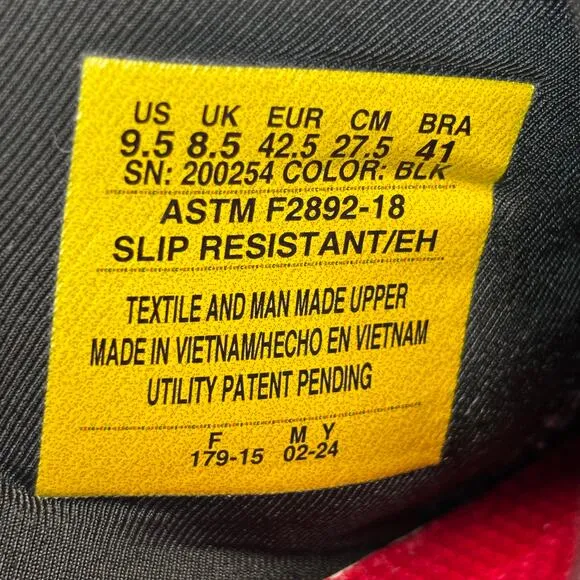 US UK EUR CM BRA
9.5 8.5 42.5 27.5 41
SN: 200254 COLOR: BLK
ASTM F2892-18
SLIP RESISTANT/EH
TEXTILE AND MAN MADE UPPER
MADE IN VIETNAM/HECHO EN VIETNAM
UTILITY PATENT PENDING
F M Y
179-15 02-24